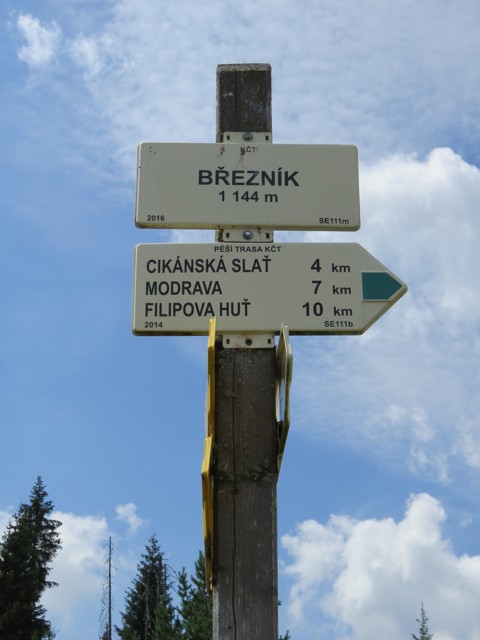 KČT
BŘEZNÍK
1 144 m
2016 SE111m
PĚŠÍ TRASA KČT
CIKÁNSKÁ SLAŤ 4 km
MODRAVA 7 km
FILIPOVA HUŤ 10 km
2014 SE111b